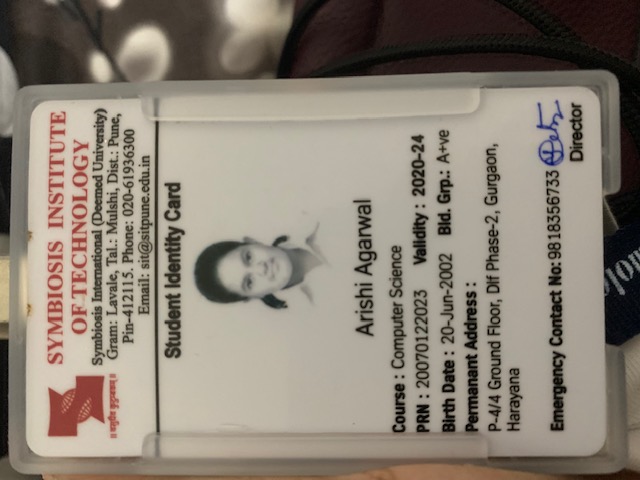 SYMBIOSIS INSTITUTE
OF TECHNOLOGY
Symbiosis International (Deemed University)
Gram: Lavale, Tal.: Mulshi, Dist.: Pune,
Pin-412115. Phone: 020-61936300
Email: sit@sitpune.edu.in
॥ वसुधैव कुटुम्बकम् ॥
Student Identity Card
Arishi Agarwal
Course : Computer Science
PRN : 20070122023 Validity : 2020-24
Birth Date : 20-Jun-2002 Bld. Grp.: A+ve
Permanant Address :
P-4/4 Ground Floor, Dlf Phase-2, Gurgaon,
Harayana
Emergency Contact No: 9818356733
Director